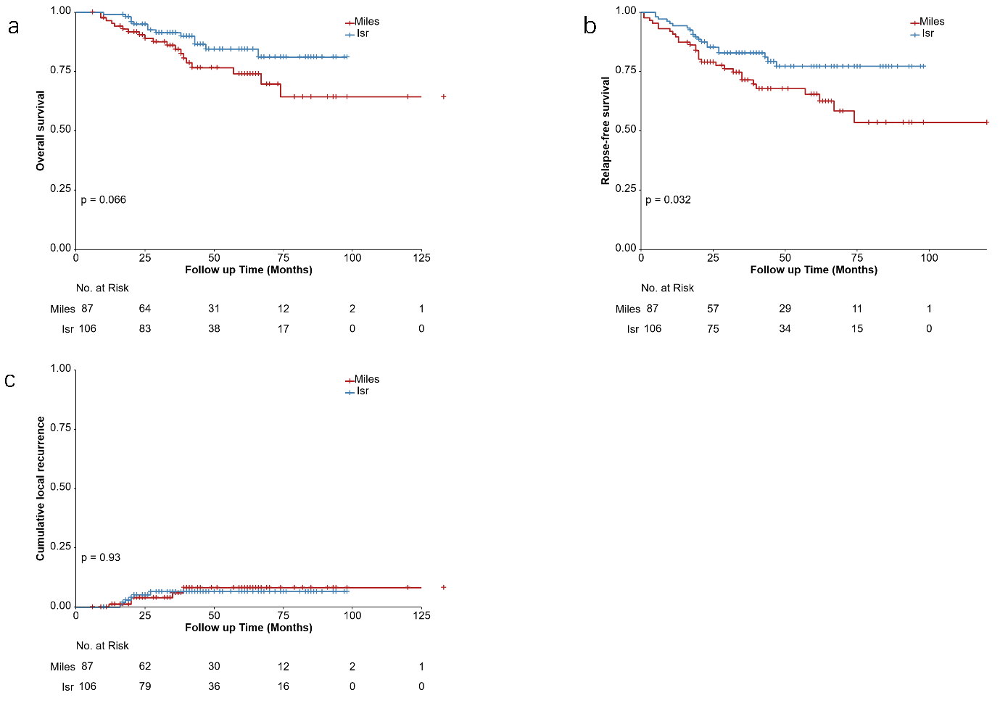 a
1.00
0.75
0.50
0.25
0.00
Overall survival
Miles
Isr
p = 0.066
0 25 50 75 100 125
Follow up Time (Months)
No. at Risk
Miles 87 64 31 12 2 1
Isr 106 83 38 17 0 0
b
1.00
0.75
0.50
0.25
0.00
Relapse-free survival
Miles
Isr
p = 0.032
0 25 50 75 100
Follow up Time (Months)
No. at Risk
Miles 87 57 29 11 1
Isr 106 75 34 15 0
c
1.00
0.75
0.50
0.25
0.00
Cumulative local recurrence
Miles
Isr
p = 0.93
0 25 50 75 100 125
Follow up Time (Months)
No. at Risk
Miles 87 62 30 12 2 1
Isr 106 79 36 16 0 0